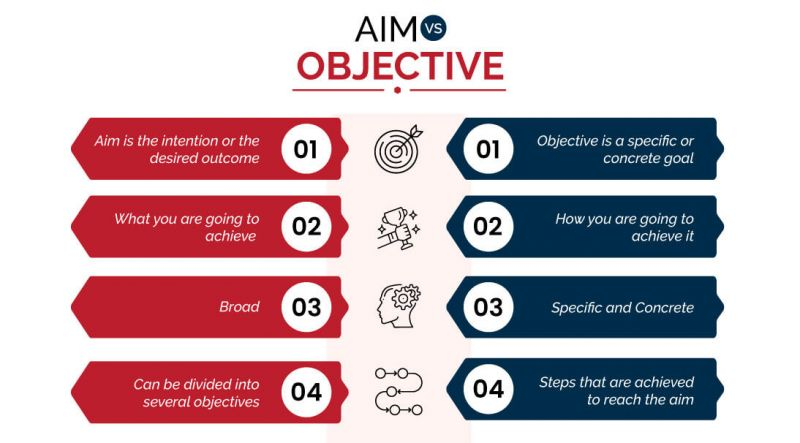 AIM VS
OBJECTIVE
Aim is the intention or the
desired outcome
01
01
Objective is a specific or
concrete goal
What you are going to
achieve
02
02
How you are going to
achieve it
Broad
03
03
Specific and Concrete
Can be divided into
several objectives
04
04
Steps that are achieved
to reach the aim